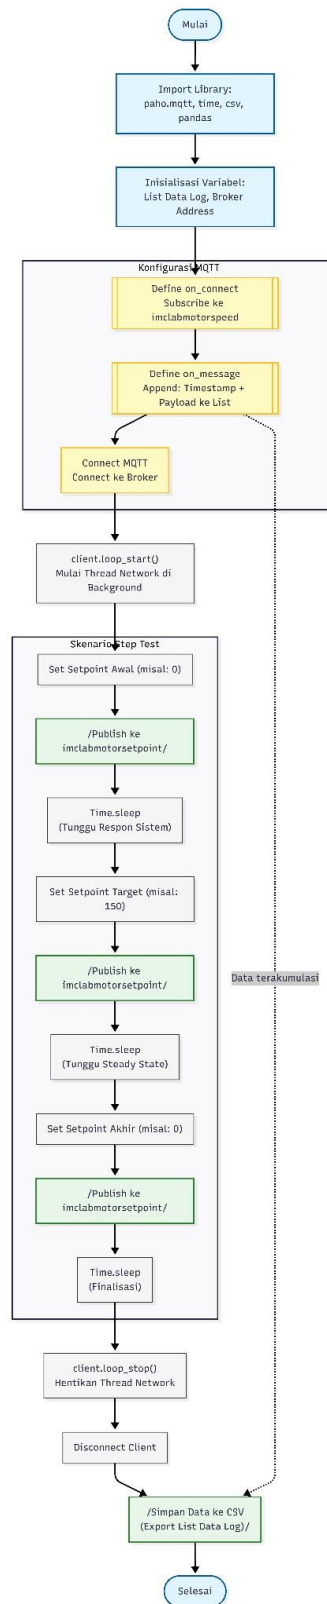 Mulai
Import Library:
paho.mqtt, time, csv,
pandas
Inisialisasi Variabel:
List Data Log, Broker
Address
Konfigurasi MQTT
Define on_connect
Subscribe ke
imclabmotorspeed
Define on_message
Append: Timestamp +
Payload ke List
Connect MQTT
Connect ke Broker
client.loop_start()
Mulai Thread Network di
Background
Skenario Step Test
Set Setpoint Awal (misal: 0)
/Publish ke
imclabmotorsetpoint/
Time.sleep
(Tunggu Respon Sistem)
Set Setpoint Target (misal:
150)
/Publish ke
imclabmotorsetpoint/
Data terakumulasi
Time.sleep
(Tunggu Steady State)
Set Setpoint Akhir (misal: 0)
/Publish ke
imclabmotorsetpoint/
Time.sleep
(Finalisasi)
client.loop_stop()
Hentikan Thread Network
Disconnect Client
/Simpan Data ke CSV
(Export List Data Log)/
Selesai